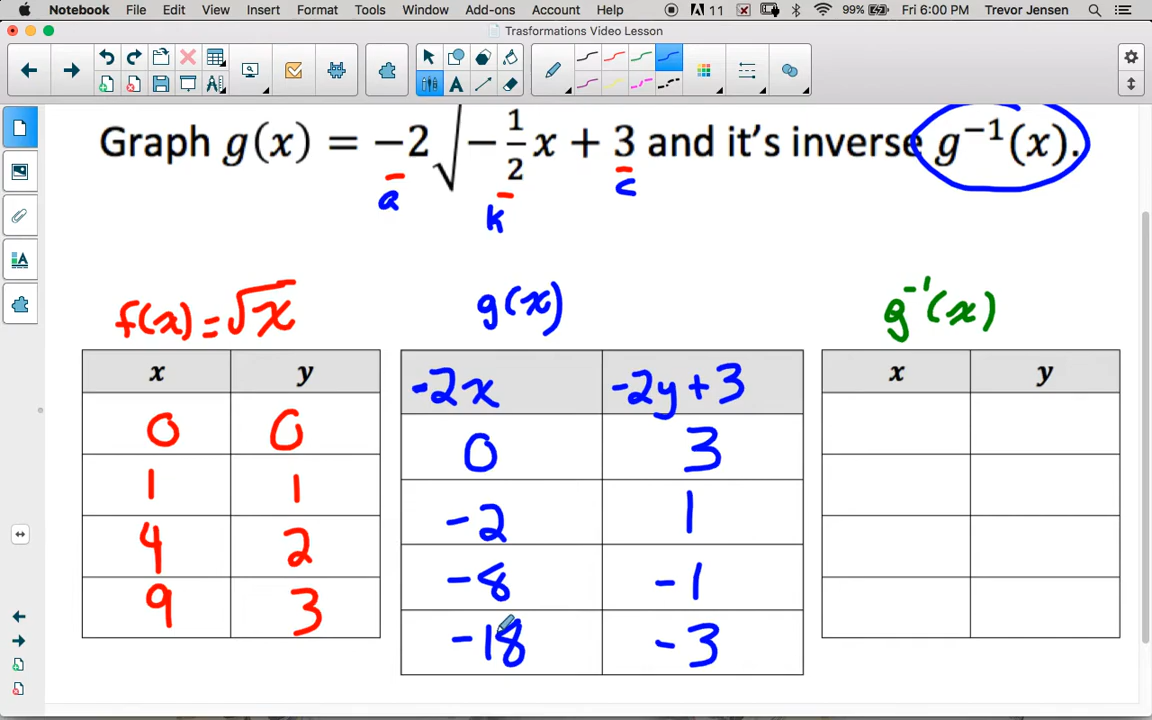 Notebook File Edit View Insert Format Tools Window Add-ons Account Help 11 99% Fri 6:00 PM Trevor Jensen
Trasformations Video Lesson
Graph g(x) = −2√−1/2x + 3 and it's inverse g⁻¹(x).
a k c
f(x) = √x
x y
0 0
1 1
4 2
9 3
g(x)
-2x -2y+3
0 3
-2 1
-8 -1
-18 -3
g⁻¹(x)
x y